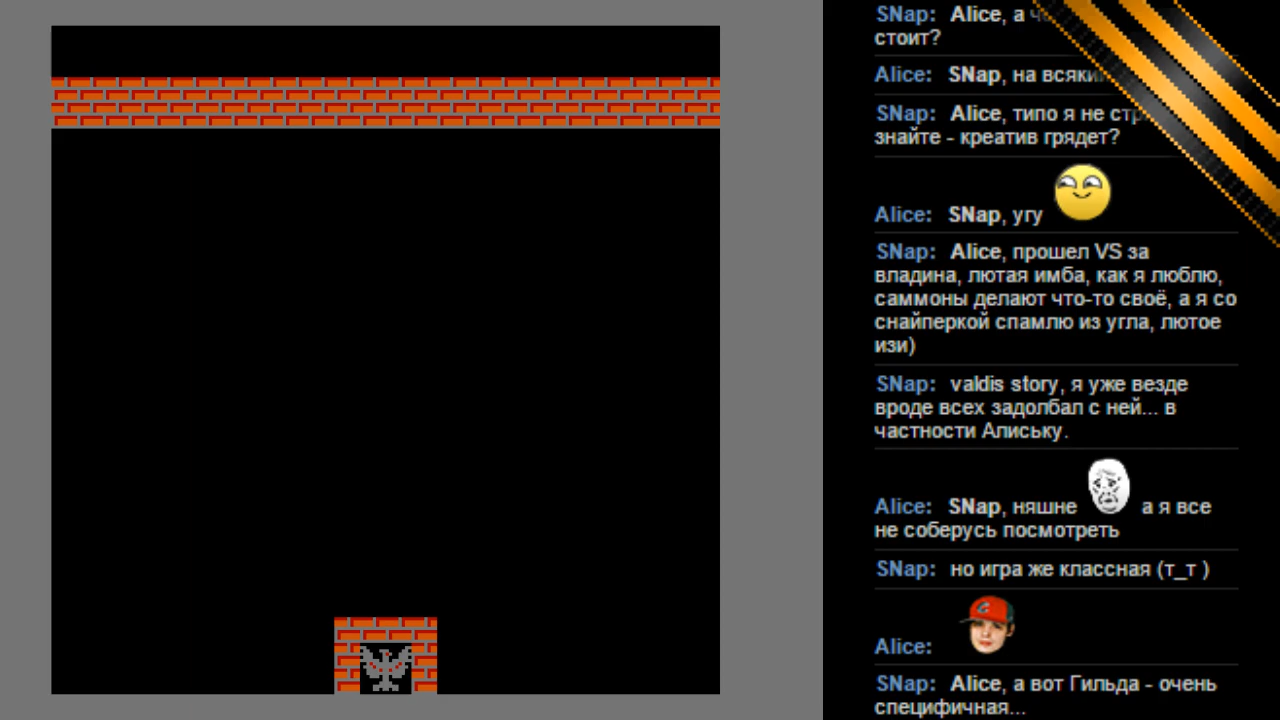 SNap: Alice, а
стоит?
Alice: SNap, на
SNap: Alice, типо я не
знайте - креатив грядет?
Alice: SNap, угу
SNap: Alice, прошел VS за
владина, лютая имба, как я люблю,
саммоны делают что-то своё, а я со
снайперкой спамлю из угла, лютое
изи)
SNap: valdis story, я уже везде
вроде всех задолбал с ней... в
частности Алиську.
Alice: SNap, няшне а я все
не соберусь посмотреть
SNap: но игра же классная (т_т )
Alice:
SNap: Alice, а вот Гильда - очень
специфичная...